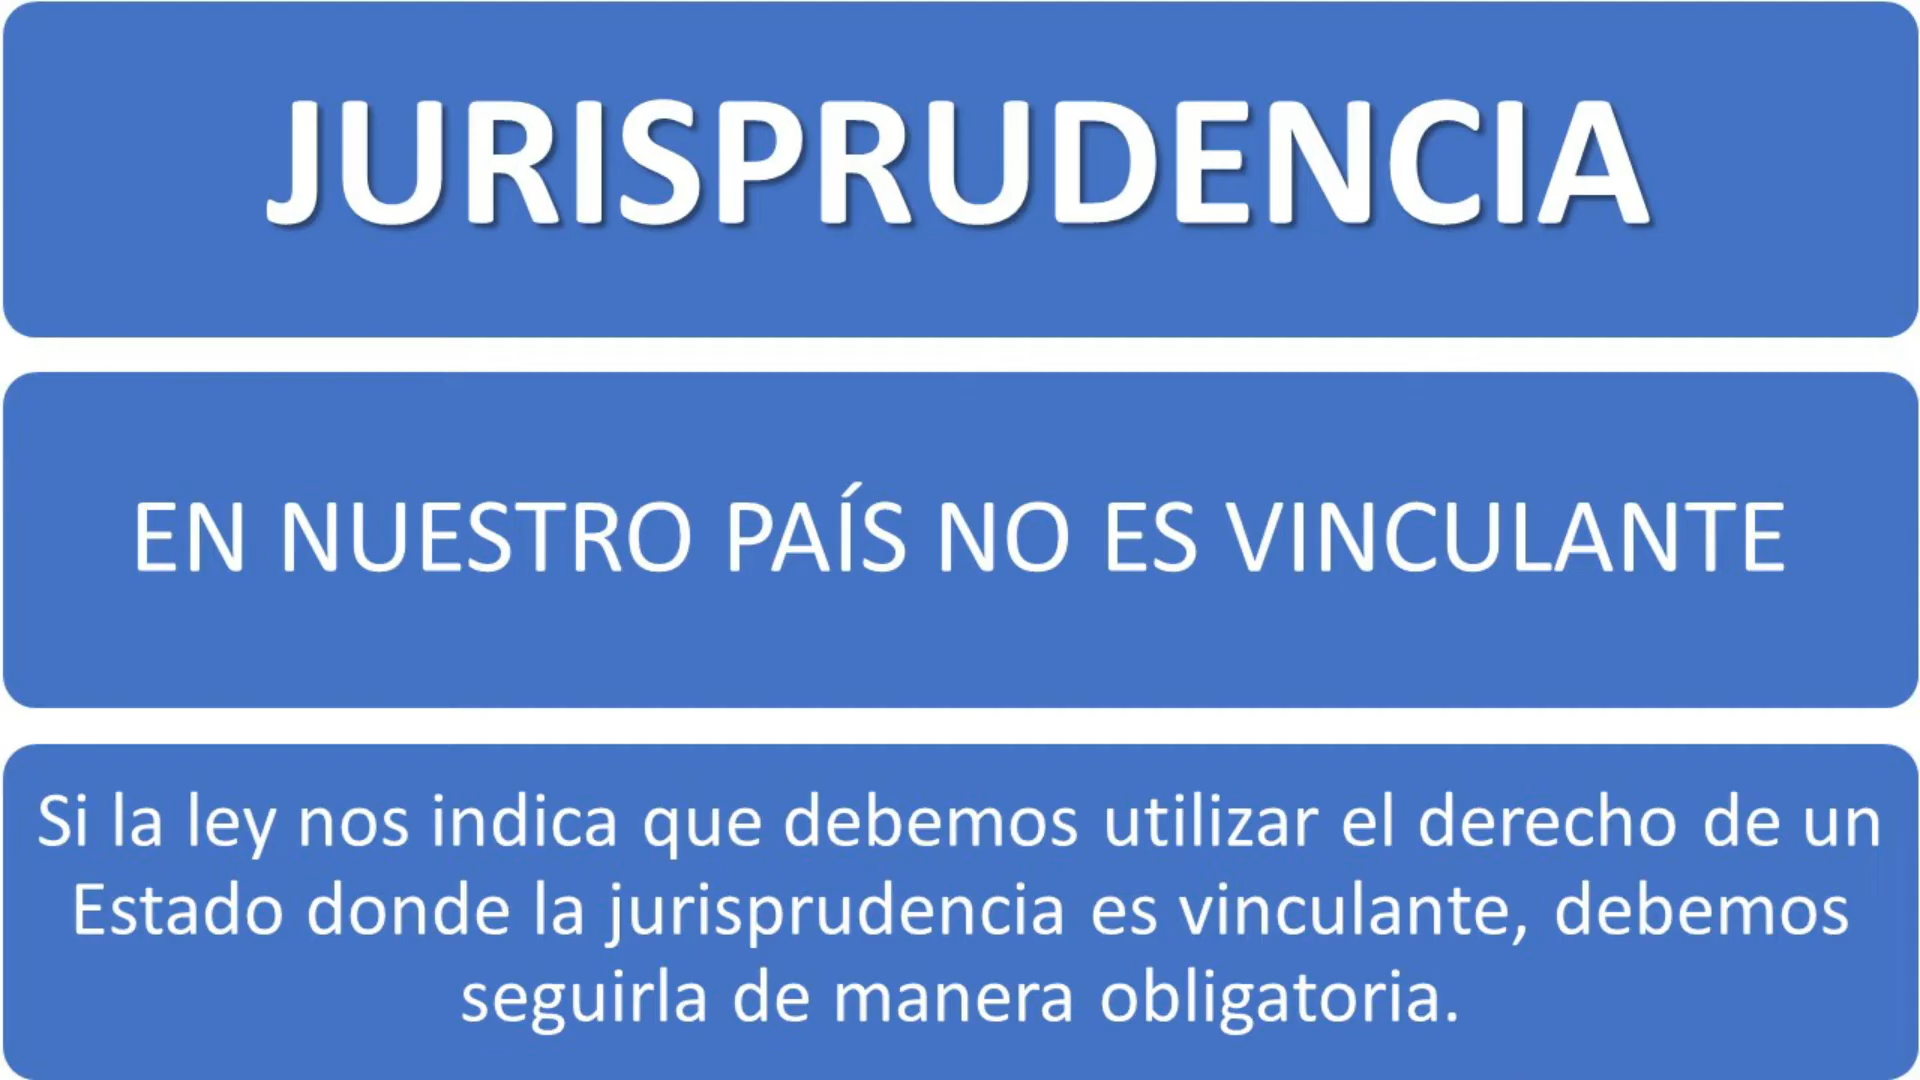 JURISPRUDENCIA
EN NUESTRO PAÍS NO ES VINCULANTE
Si la ley nos indica que debemos utilizar el derecho de un
Estado donde la jurisprudencia es vinculante, debemos
seguirla de manera obligatoria.